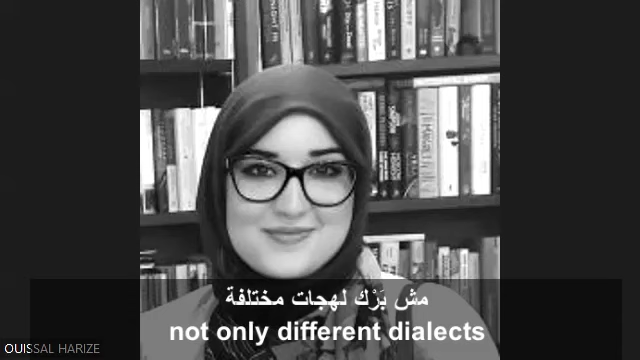 مش بَرْك لهجات مختلفة
not only different dialects
OUISSAL HARIZE